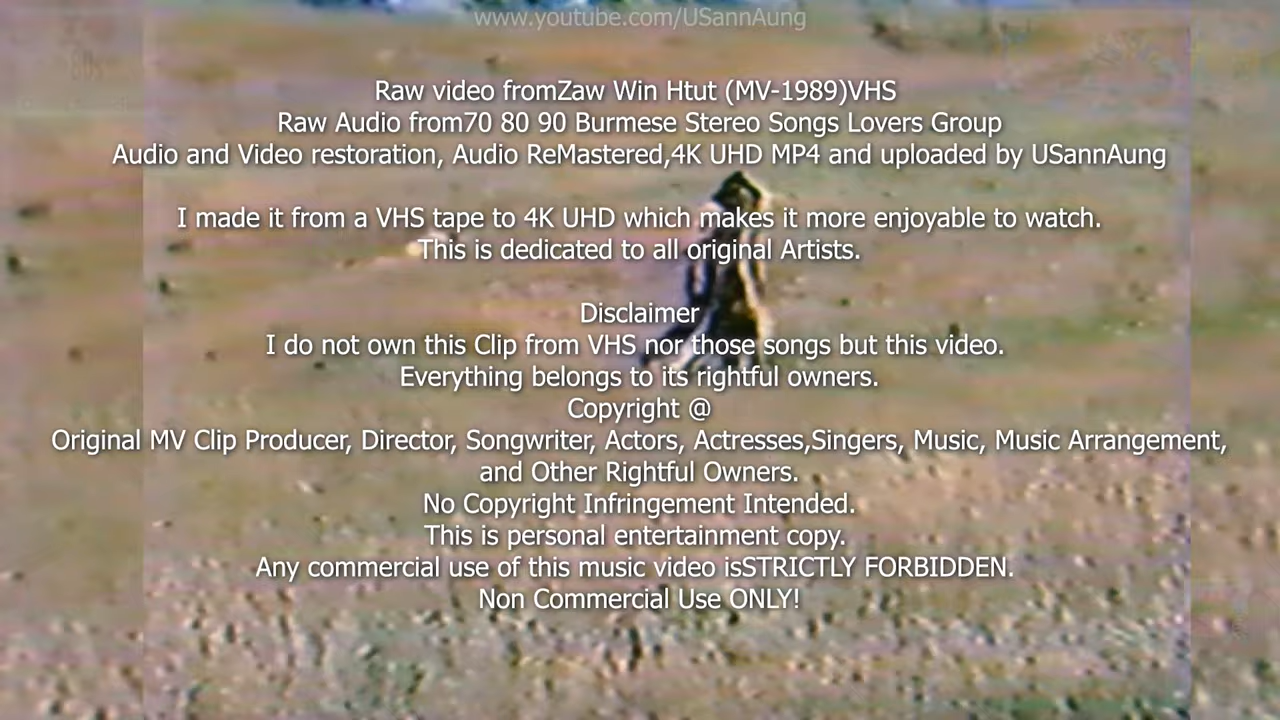 www.youtube.com/USannAung
Raw video fromZaw Win Htut (MV-1989)VHS
Raw Audio from70 80 90 Burmese Stereo Songs Lovers Group
Audio and Video restoration, Audio ReMastered,4K UHD MP4 and uploaded by USannAung
I made it from a VHS tape to 4K UHD which makes it more enjoyable to watch.
This is dedicated to all original Artists.
Disclaimer
I do not own this Clip from VHS nor those songs but this video.
Everything belongs to its rightful owners.
Copyright @
Original MV Clip Producer, Director, Songwriter, Actors, Actresses,Singers, Music, Music Arrangement,
and Other Rightful Owners.
No Copyright Infringement Intended.
This is personal entertainment copy.
Any commercial use of this music video isSTRICTLY FORBIDDEN.
Non Commercial Use ONLY!